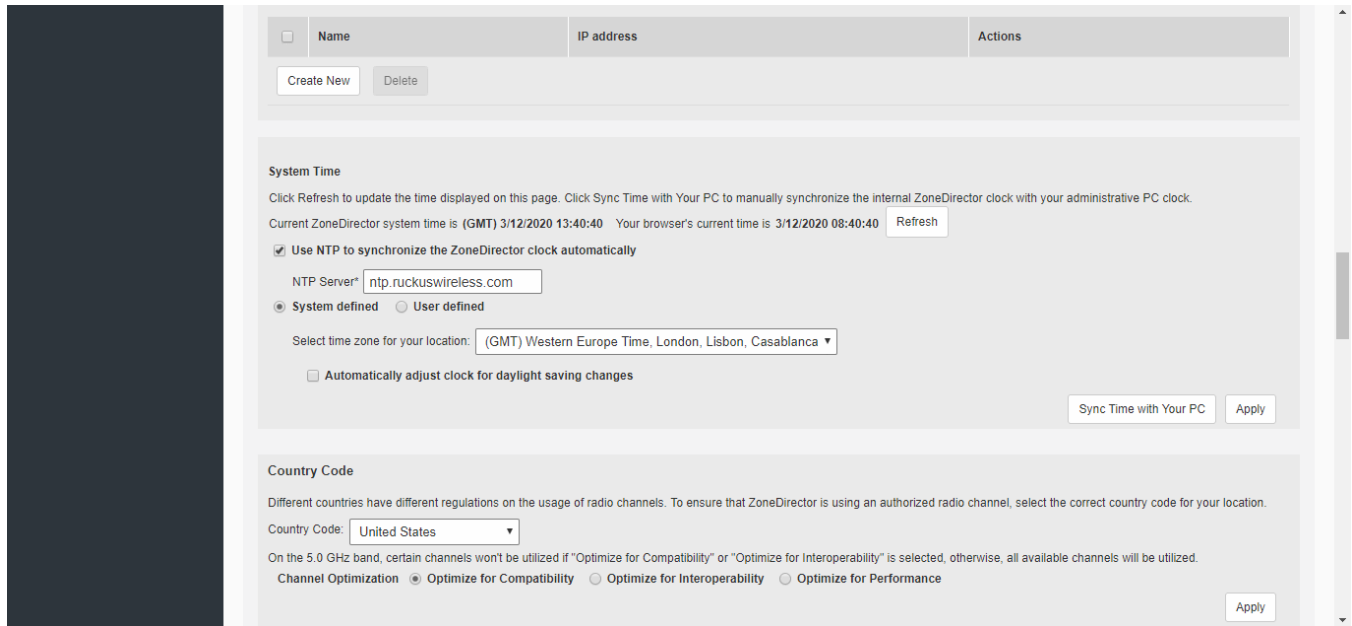 Name IP address Actions
Create New Delete
System Time
Click Refresh to update the time displayed on this page. Click Sync Time with Your PC to manually synchronize the internal ZoneDirector clock with your administrative PC clock.
Current ZoneDirector system time is (GMT) 3/12/2020 13:40:40 Your browser's current time is 3/12/2020 08:40:40 Refresh
Use NTP to synchronize the ZoneDirector clock automatically
NTP Server* ntp.ruckuswireless.com
System defined User defined
Select time zone for your location: (GMT) Western Europe Time, London, Lisbon, Casablanca
Automatically adjust clock for daylight saving changes
Sync Time with Your PC Apply
Country Code
Different countries have different regulations on the usage of radio channels. To ensure that ZoneDirector is using an authorized radio channel, select the correct country code for your location.
Country Code: United States
On the 5.0 GHz band, certain channels won't be utilized if "Optimize for Compatibility" or "Optimize for Interoperability" is selected, otherwise, all available channels will be utilized.
Channel Optimization Optimize for Compatibility Optimize for Interoperability Optimize for Performance
Apply